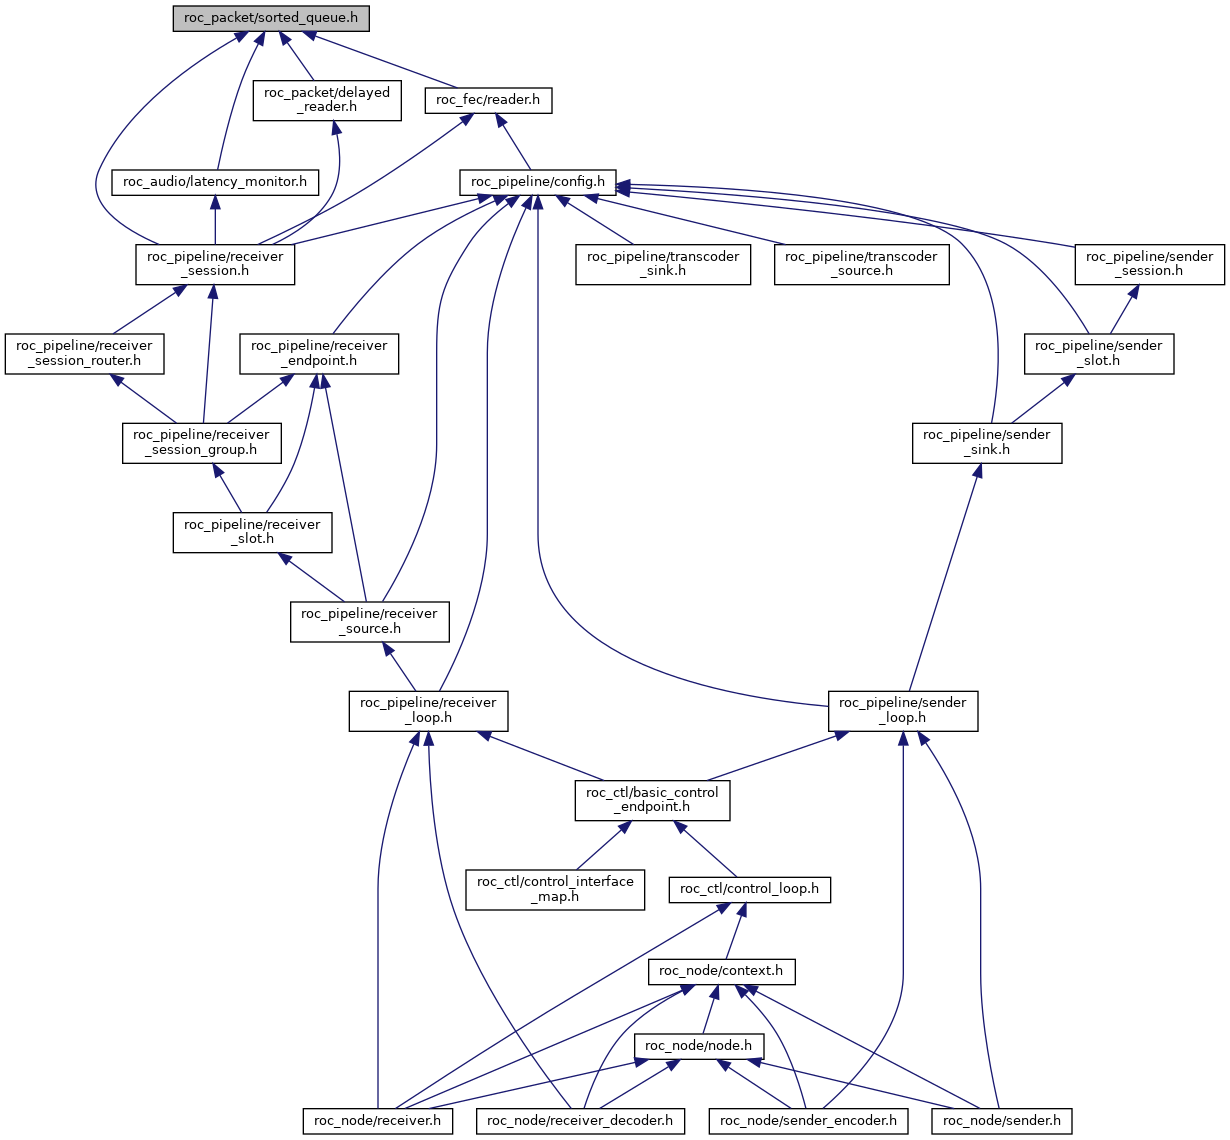 roc_packet/sorted_queue.h
roc_packet/delayed
_reader.h
roc_fec/reader.h
roc_audio/latency_monitor.h
roc_pipeline/config.h
roc_pipeline/receiver
_session.h
roc_pipeline/transcoder
_sink.h
roc_pipeline/transcoder
_source.h
roc_pipeline/sender
_session.h
roc_pipeline/receiver
_session_router.h
roc_pipeline/receiver
_endpoint.h
roc_pipeline/sender
_slot.h
roc_pipeline/receiver
_session_group.h
roc_pipeline/sender
_sink.h
roc_pipeline/receiver
_slot.h
roc_pipeline/receiver
_source.h
roc_pipeline/receiver
_loop.h
roc_pipeline/sender
_loop.h
roc_ctl/basic_control
_endpoint.h
roc_ctl/control_interface
_map.h
roc_ctl/control_loop.h
roc_node/context.h
roc_node/node.h
roc_node/receiver.h
roc_node/receiver_decoder.h
roc_node/sender_encoder.h
roc_node/sender.h